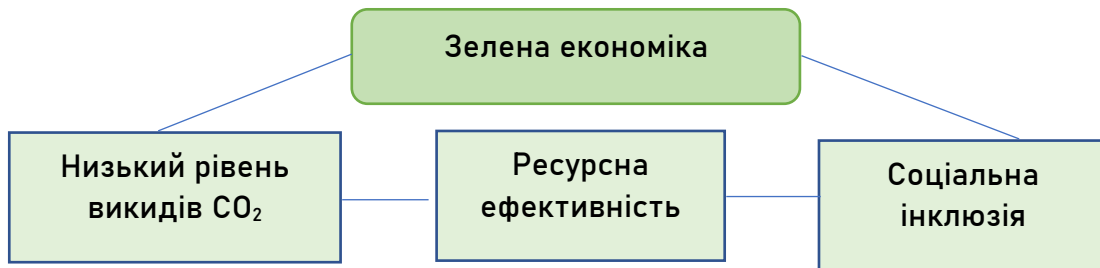 Зелена економіка
Низький рівень
викидів CO₂
Ресурсна
ефективність
Соціальна
інклюзія